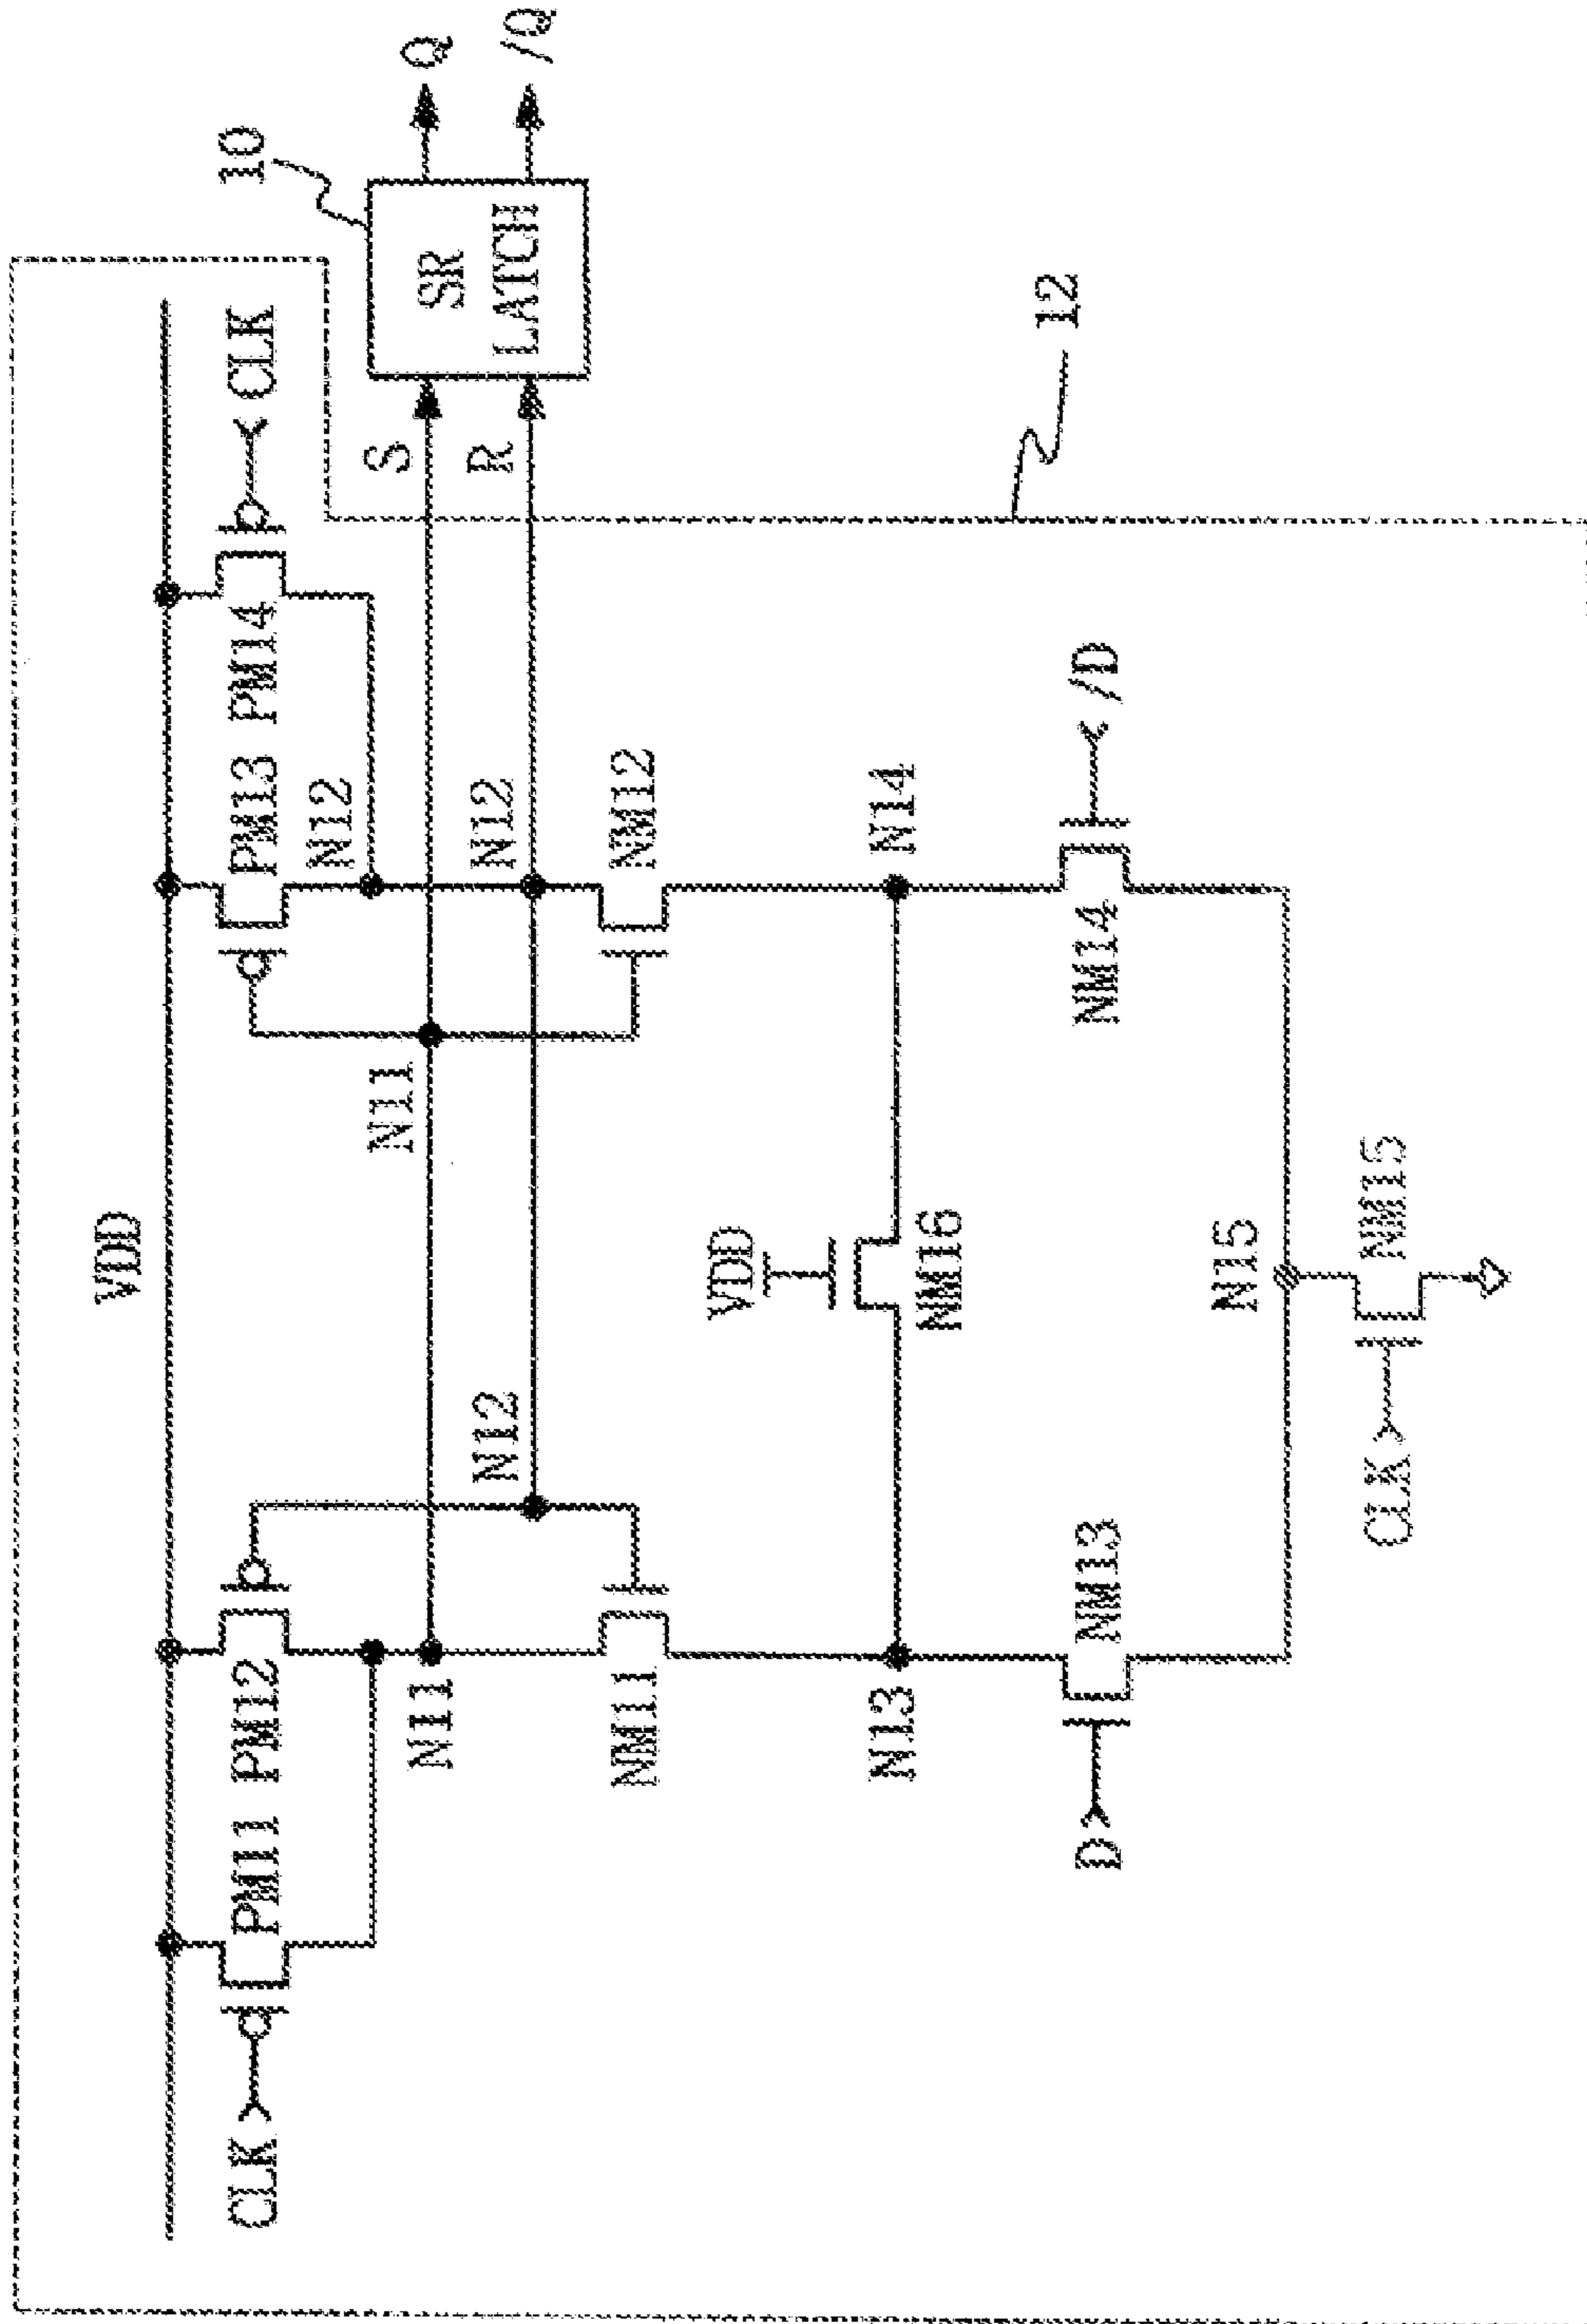 VDD
CLK
PM11
PM12
PM13
PM14
CLK
N12
N11
N11
S
10
SR
LATCH
Q
/Q
N12
N12
R
NM11
NM12
VDD
N13
NM16
N14
12
D
NM13
NM14
/D
N15
CLK
NM15